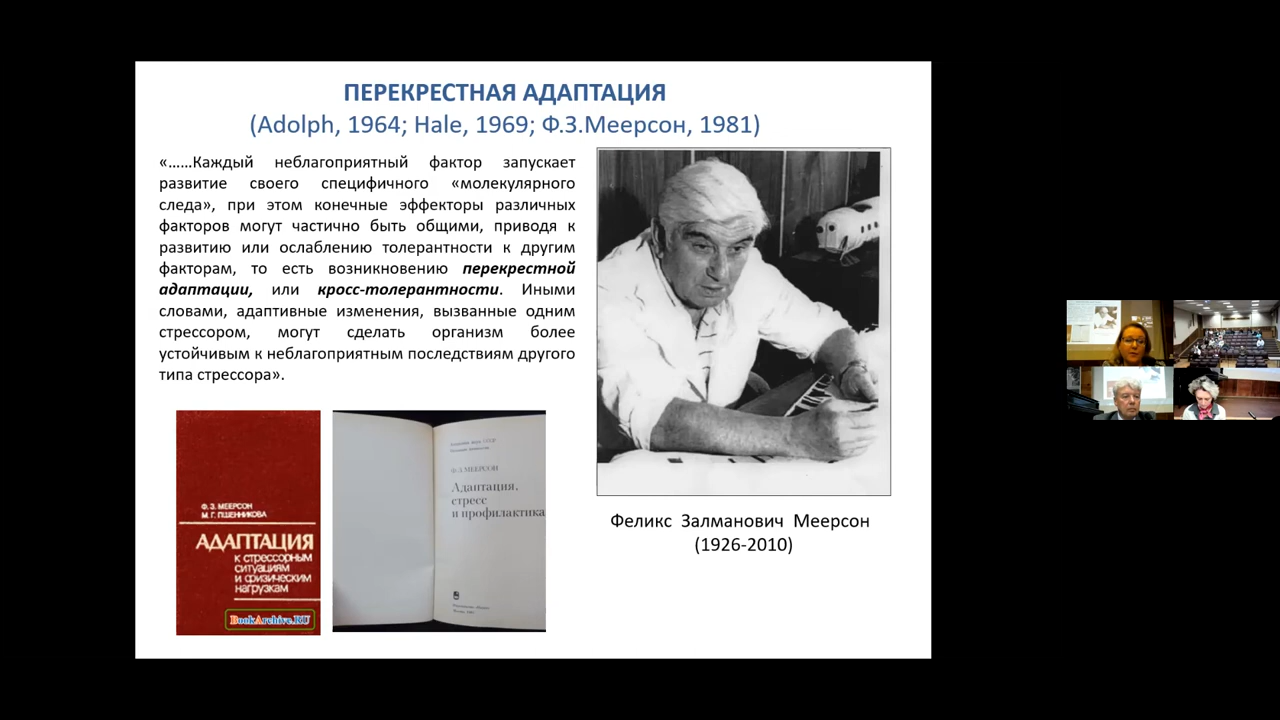 ПЕРЕКРЕСТНАЯ АДАПТАЦИЯ
(Adolph, 1964; Hale, 1969; Ф.З.Меерсон, 1981)
«……Каждый неблагоприятный фактор запускает
развитие своего специфичного «молекулярного
следа», при этом конечные эффекторы различных
факторов могут частично быть общими, приводя к
развитию или ослаблению толерантности к другим
факторам, то есть возникновению перекрестной
адаптации, или кросс-толерантности. Иными
словами, адаптивные изменения, вызванные одним
стрессором, могут сделать организм более
устойчивым к неблагоприятным последствиям другого
типа стрессора».
Ф. З. МЕЕРСОН
М. Г. ПШЕННИКОВА
АДАПТАЦИЯ
к стрессорным
ситуациям
и физическим
нагрузкам
BookArchive.RU
Ф.З.МЕЕРСОН
Адаптация,
стресс
и профилактика
Феликс Залманович Меерсон
(1926-2010)